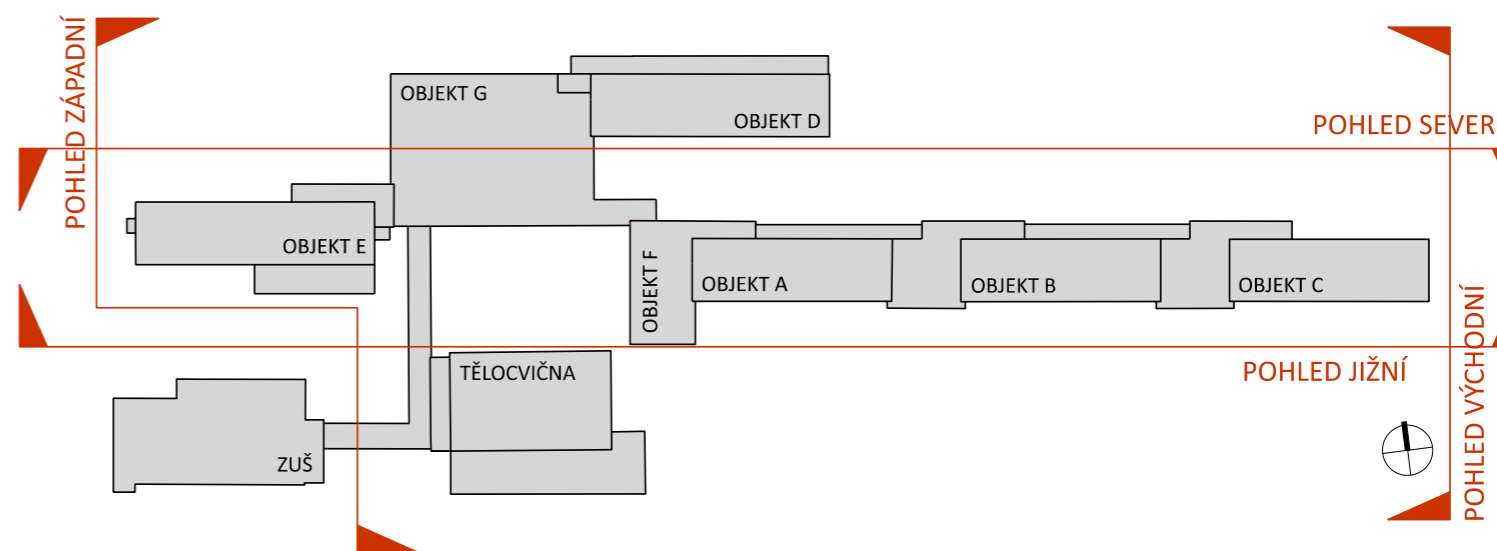 POHLED ZÁPADNÍ
OBJEKT G
OBJEKT D
POHLED SEVER
OBJEKT E
OBJEKT F
OBJEKT A
OBJEKT B
OBJEKT C
POHLED VÝCHODNÍ
TĚLOCVIČNA
POHLED JIŽNÍ
ZUŠ